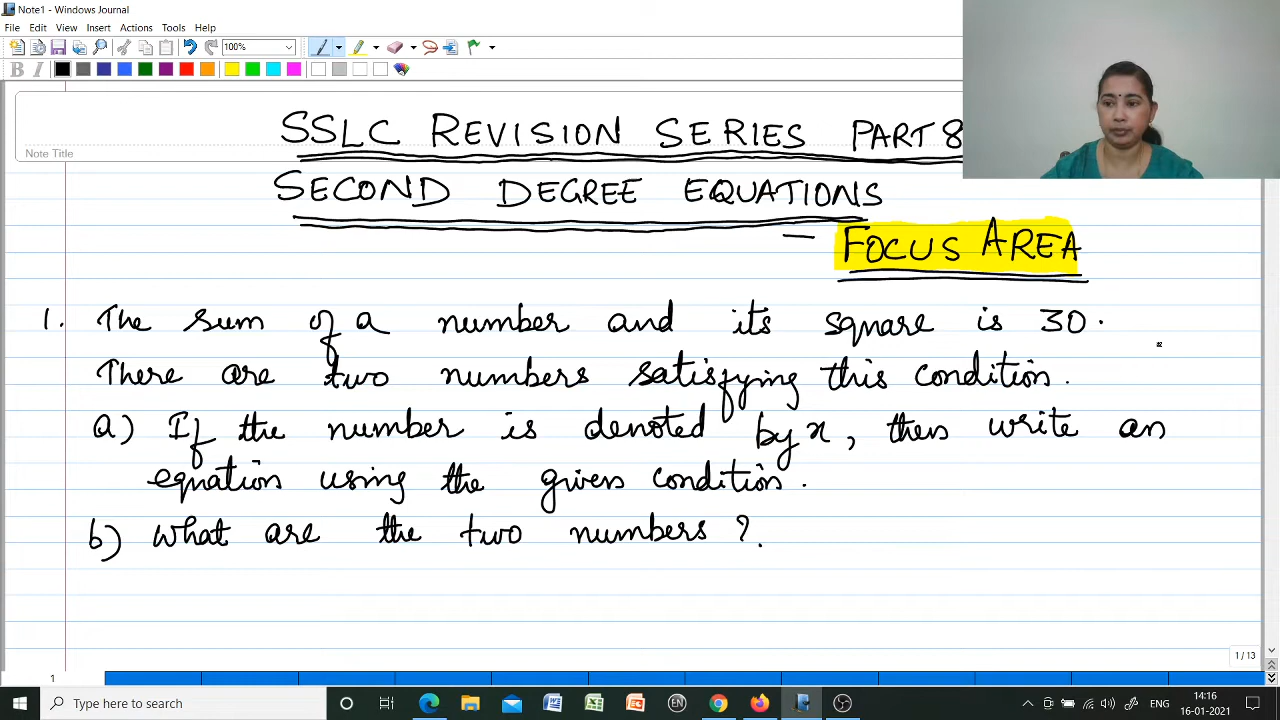 Note1 - Windows Journal
File Edit View Insert Actions Tools Help
100%
B I
SSLC REVISION SERIES PART 8
Note Title
SECOND DEGREE EQUATIONS
— FOCUS AREA
1. The sum of a number and its square is 30.
There are two numbers satisfying this condition.
a) If the number is denoted by x, then write an
equation using the given condition.
b) What are the two numbers?
1 / 13
1
Type here to search
EN
14:16
16-01-2021